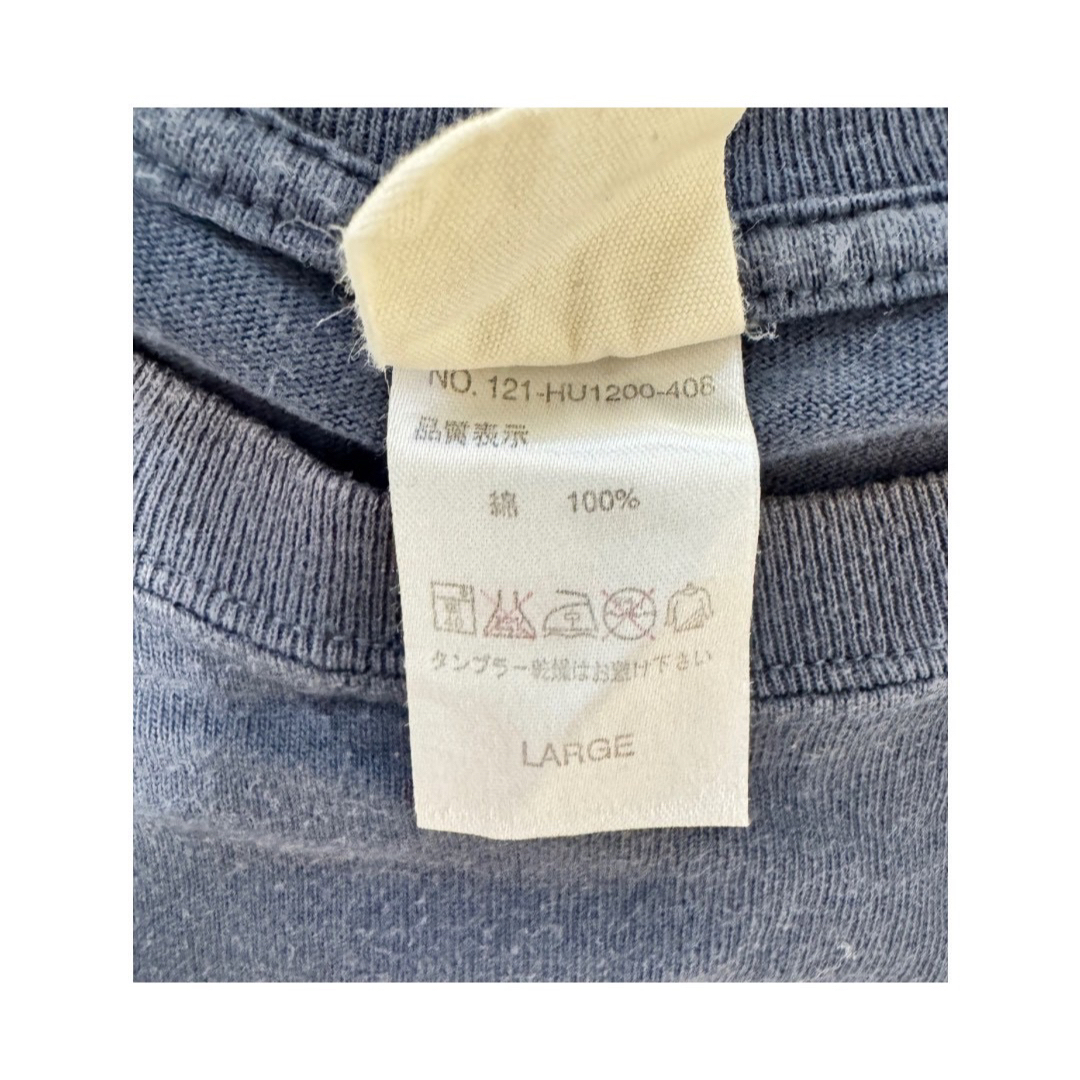 NO. 121-HU1200-408
品質表示
綿 100%
タンブラー乾燥はお避け下さい
LARGE